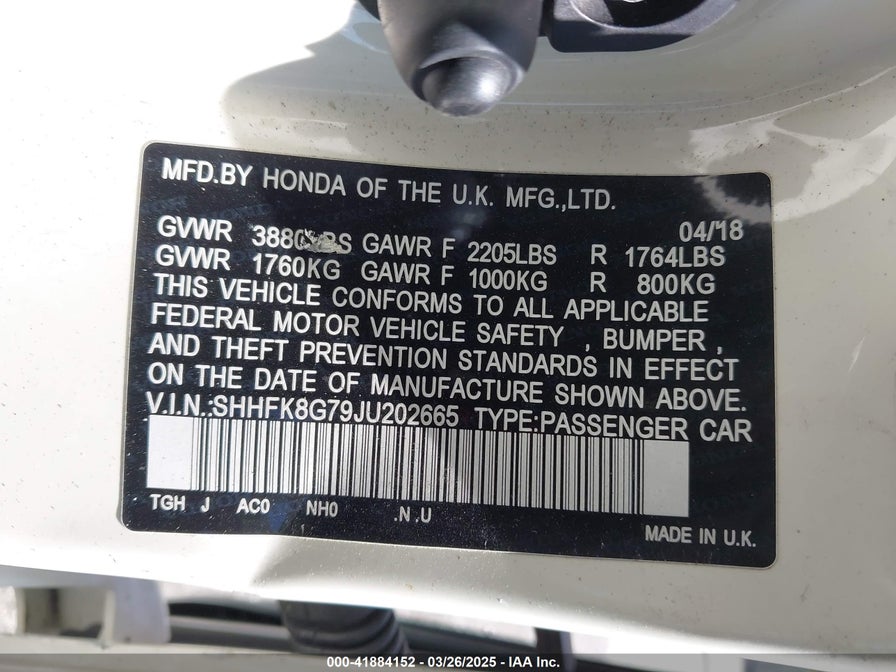 MFD.BY HONDA OF THE U.K. MFG.,LTD.
04/18
GVWR GAWR F 2205LBS R 1764LBS
GVWR 1760KG GAWR F 1000KG R 800KG
THIS VEHICLE CONFORMS TO ALL APPLICABLE
FEDERAL MOTOR VEHICLE SAFETY , BUMPER ,
AND THEFT PREVENTION STANDARDS IN EFFECT
ON THE DATE OF MANUFACTURE SHOWN ABOVE.
V.I.N.:SHHFK8G79JU202665 TYPE:PASSENGER CAR
TGH J AC0 NH0 .N .U
MADE IN U.K.
000-41884152 — 03/26/2025 — IAA Inc.